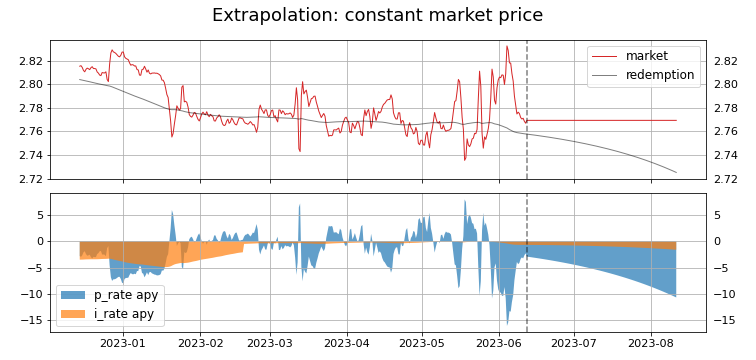 Extrapolation: constant market price
2.82 2.82
2.80 2.80
2.78 2.78
2.76 2.76
2.74 2.74
2.72 2.72
market
redemption
5
0
−5
−10
−15
5
0
−5
−10
−15
p_rate apy
i_rate apy
2023-01 2023-02 2023-03 2023-04 2023-05 2023-06 2023-07 2023-08